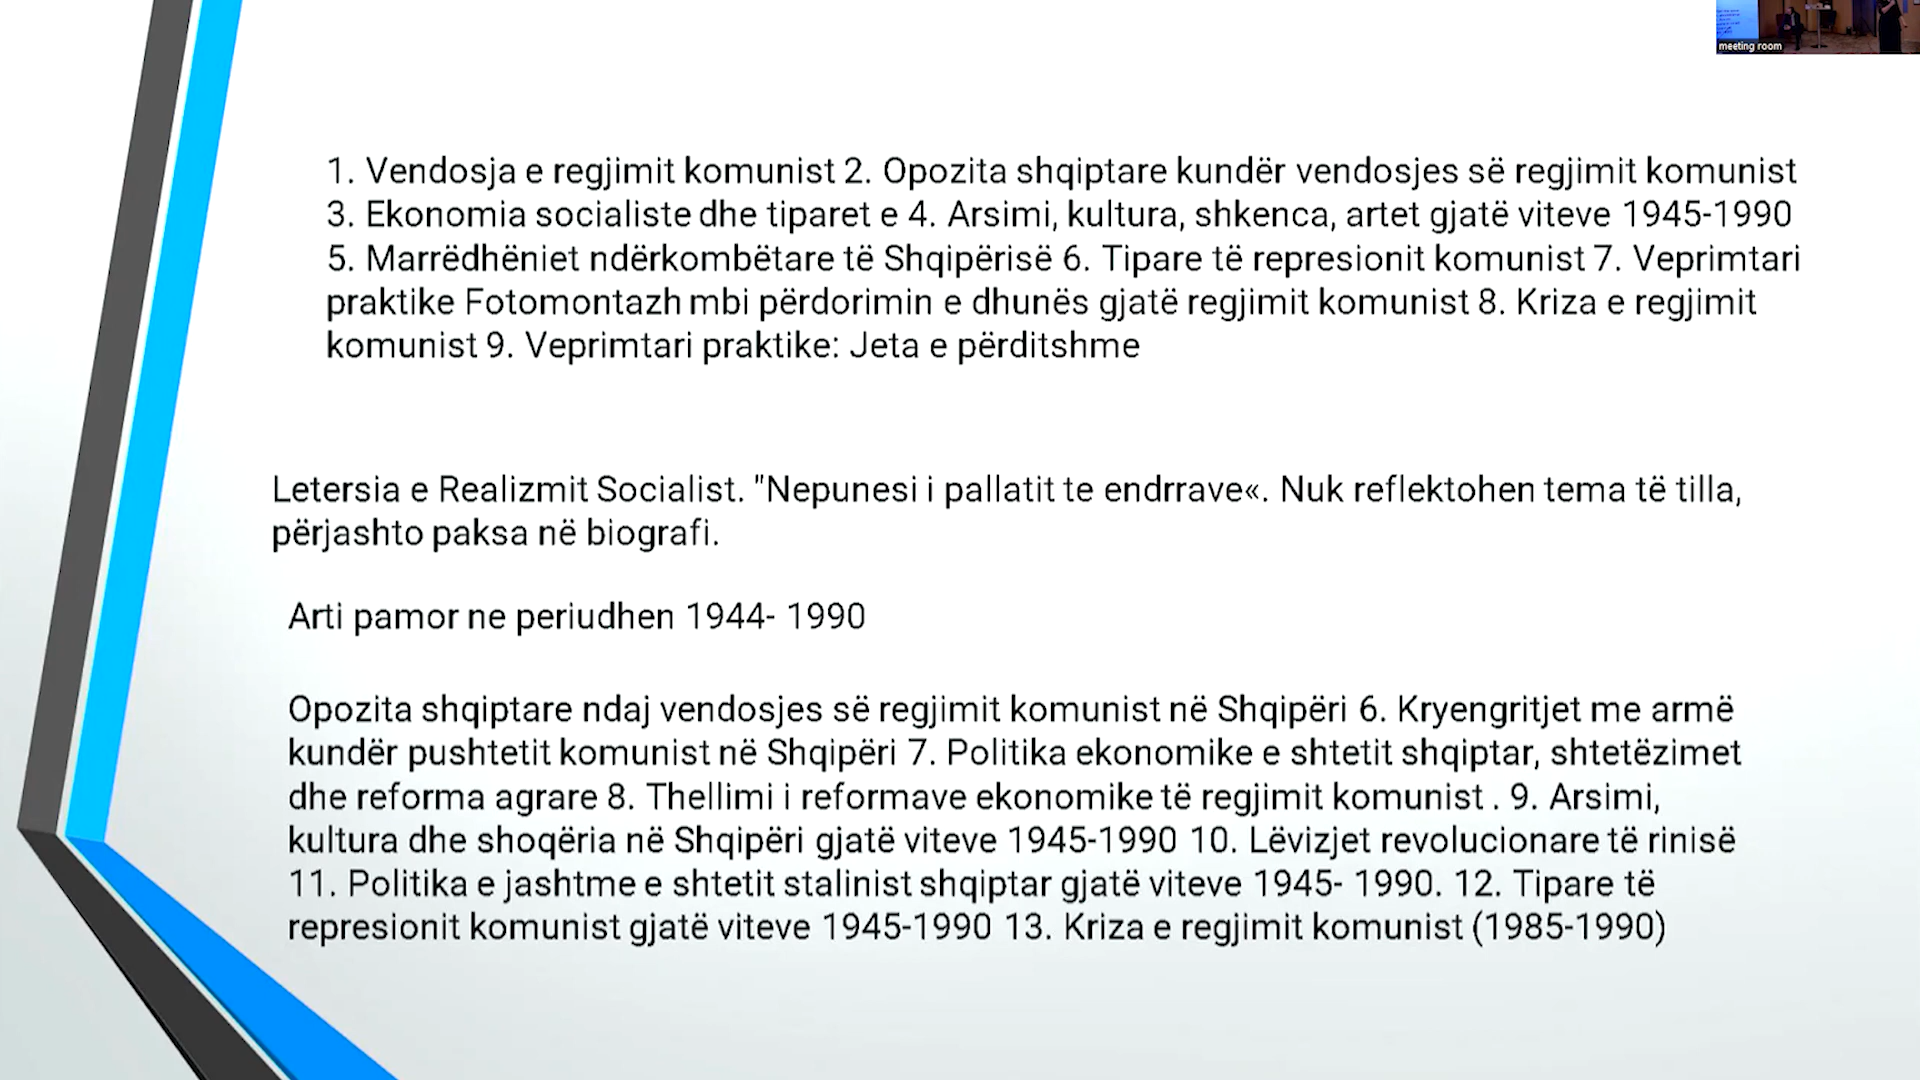 meeting room
1. Vendosja e regjimit komunist 2. Opozita shqiptare kundër vendosjes së regjimit komunist
3. Ekonomia socialiste dhe tiparet e 4. Arsimi, kultura, shkenca, artet gjatë viteve 1945-1990
5. Marrëdhëniet ndërkombëtare të Shqipërisë 6. Tipare të represionit komunist 7. Veprimtari
praktike Fotomontazh mbi përdorimin e dhunës gjatë regjimit komunist 8. Kriza e regjimit
komunist 9. Veprimtari praktike: Jeta e përditshme
Letersia e Realizmit Socialist. "Nepunesi i pallatit te endrrave«. Nuk reflektohen tema të tilla,
përjashto paksa në biografi.
Arti pamor ne periudhen 1944- 1990
Opozita shqiptare ndaj vendosjes së regjimit komunist në Shqipëri 6. Kryengritjet me armë
kundër pushtetit komunist në Shqipëri 7. Politika ekonomike e shtetit shqiptar, shtetëzimet
dhe reforma agrare 8. Thellimi i reformave ekonomike të regjimit komunist . 9. Arsimi,
kultura dhe shoqëria në Shqipëri gjatë viteve 1945-1990 10. Lëvizjet revolucionare të rinisë
11. Politika e jashtme e shtetit stalinist shqiptar gjatë viteve 1945- 1990. 12. Tipare të
represionit komunist gjatë viteve 1945-1990 13. Kriza e regjimit komunist (1985-1990)